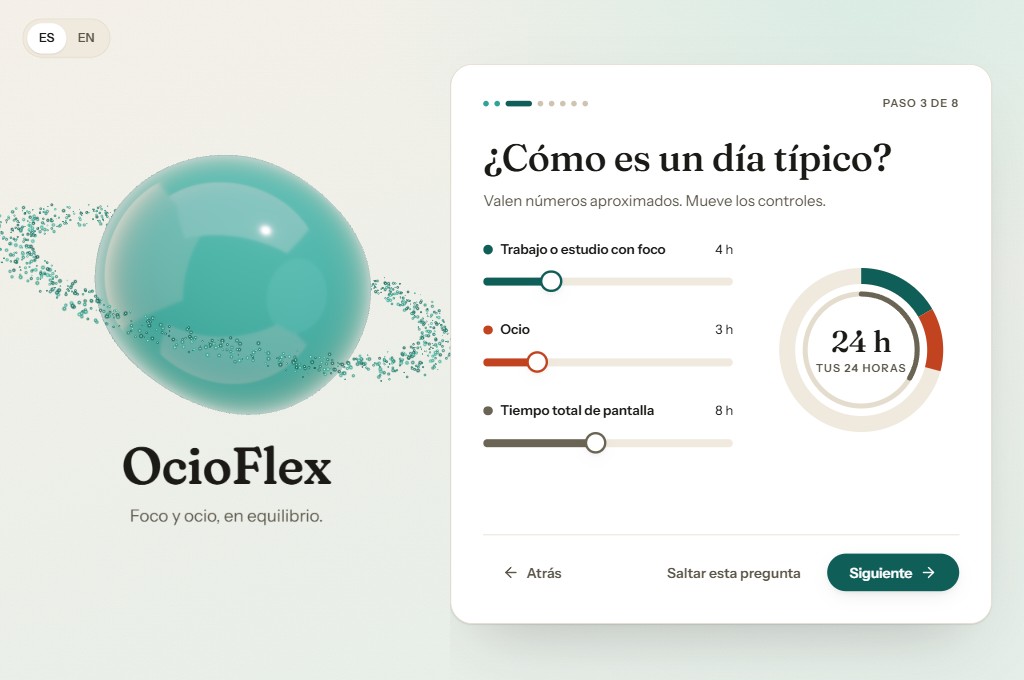 ES EN
PASO 3 DE 8
¿Cómo es un día típico?
Valen números aproximados. Mueve los controles.
Trabajo o estudio con foco 4 h
Ocio 3 h
Tiempo total de pantalla 8 h
24 h
TUS 24 HORAS
OcioFlex
Foco y ocio, en equilibrio.
Atrás
Saltar esta pregunta
Siguiente